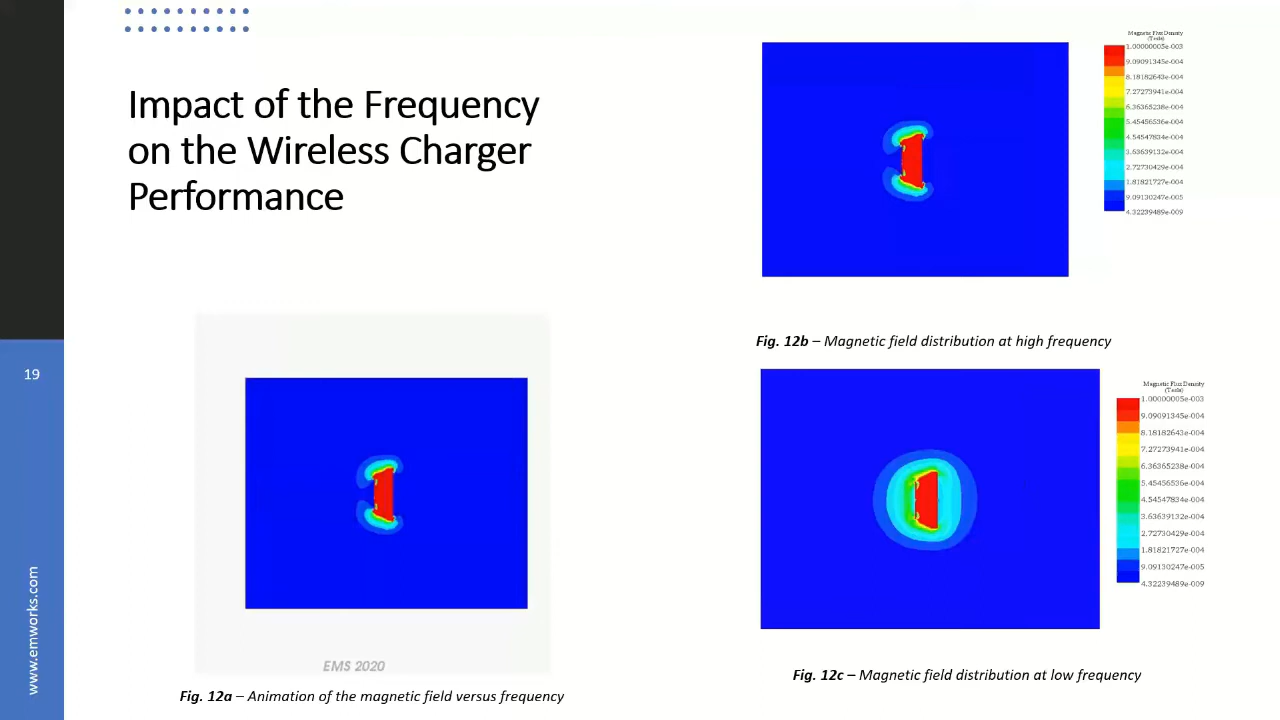 Impact of the Frequency
on the Wireless Charger
Performance
Magnetic Flux Density
(Tesla)
1.00000005e-003
9.09091345e-004
8.18182643e-004
7.27273941e-004
6.36365238e-004
5.45456536e-004
4.54547834e-004
3.63639132e-004
2.72730429e-004
1.81821727e-004
9.09130247e-005
4.32239489e-009
Fig. 12b – Magnetic field distribution at high frequency
19
Magnetic Flux Density
(Tesla)
1.00000005e-003
9.09091345e-004
8.18182643e-004
7.27273941e-004
6.36365238e-004
5.45456536e-004
4.54547834e-004
3.63639132e-004
2.72730429e-004
1.81821727e-004
9.09130247e-005
4.32239489e-009
www.emworks.com
EMS 2020
Fig. 12a – Animation of the magnetic field versus frequency
Fig. 12c – Magnetic field distribution at low frequency